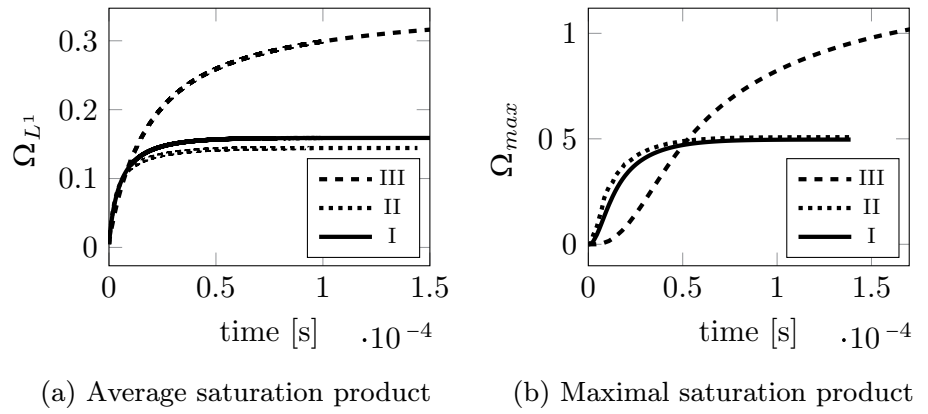 0.3
0.2
0.1
0
Ω_{L^1}
0 0.5 1 1.5
time [s] ·10^{-4}
III
II
I
(a) Average saturation product
1
0 5
0
Ω_{max}
0 0.5 1 1.5
time [s] ·10^{-4}
III
II
I
(b) Maximal saturation product